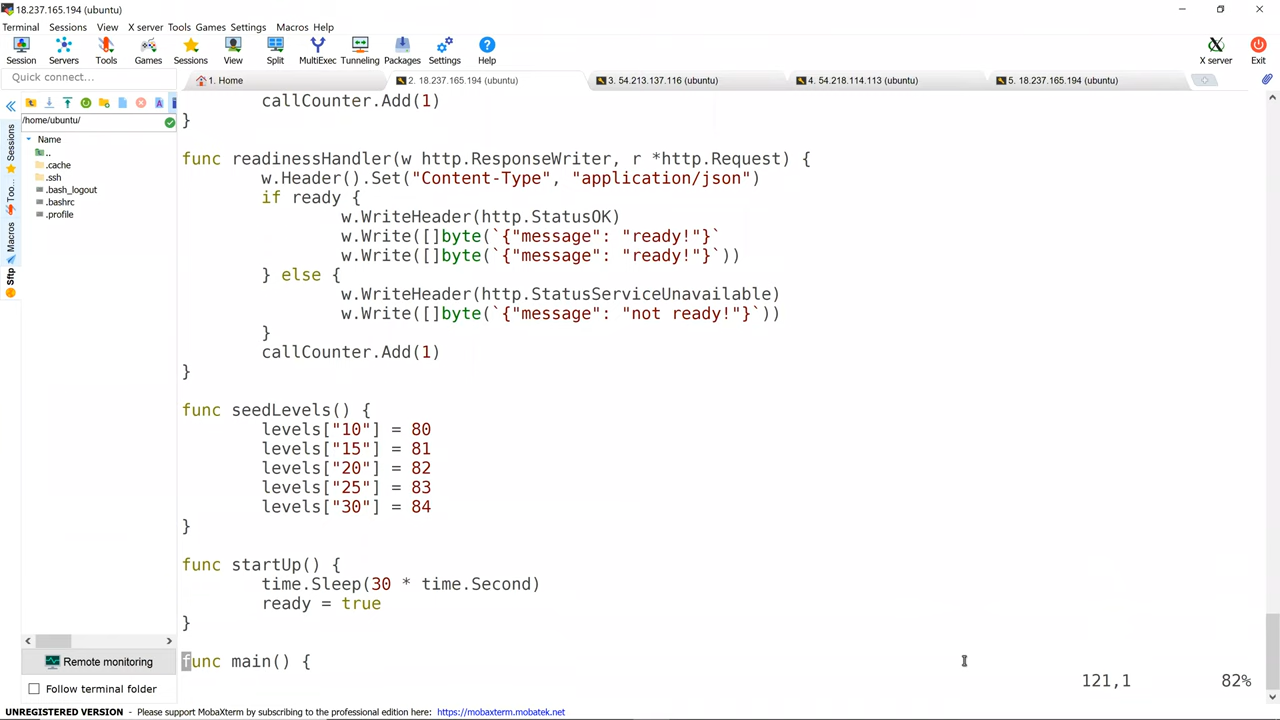 18.237.165.194 (ubuntu)
Terminal Sessions View X server Tools Games Settings Macros Help
Session Servers Tools Games Sessions View Split MultiExec Tunneling Packages Settings Help X server Exit
Quick connect...
1. Home
2. 18.237.165.194 (ubuntu)
3. 54.213.137.116 (ubuntu)
4. 54.218.114.113 (ubuntu)
5. 18.237.165.194 (ubuntu)
/home/ubuntu/
Name
..
.cache
.ssh
.bash_logout
.bashrc
.profile
Sessions
Too...
Macros
Sftp
callCounter.Add(1)
}
func readinessHandler(w http.ResponseWriter, r *http.Request) {
w.Header().Set("Content-Type", "application/json")
if ready {
w.WriteHeader(http.StatusOK)
w.Write([]byte(`{"message": "ready!"}`
w.Write([]byte(`{"message": "ready!"}`))
} else {
w.WriteHeader(http.StatusServiceUnavailable)
w.Write([]byte(`{"message": "not ready!"}`))
}
callCounter.Add(1)
}
func seedLevels() {
levels["10"] = 80
levels["15"] = 81
levels["20"] = 82
levels["25"] = 83
levels["30"] = 84
}
func startUp() {
time.Sleep(30 * time.Second)
ready = true
}
func main() {
121,1 82%
Remote monitoring
Follow terminal folder
UNREGISTERED VERSION - Please support MobaXterm by subscribing to the professional edition here: https://mobaxterm.mobatek.net